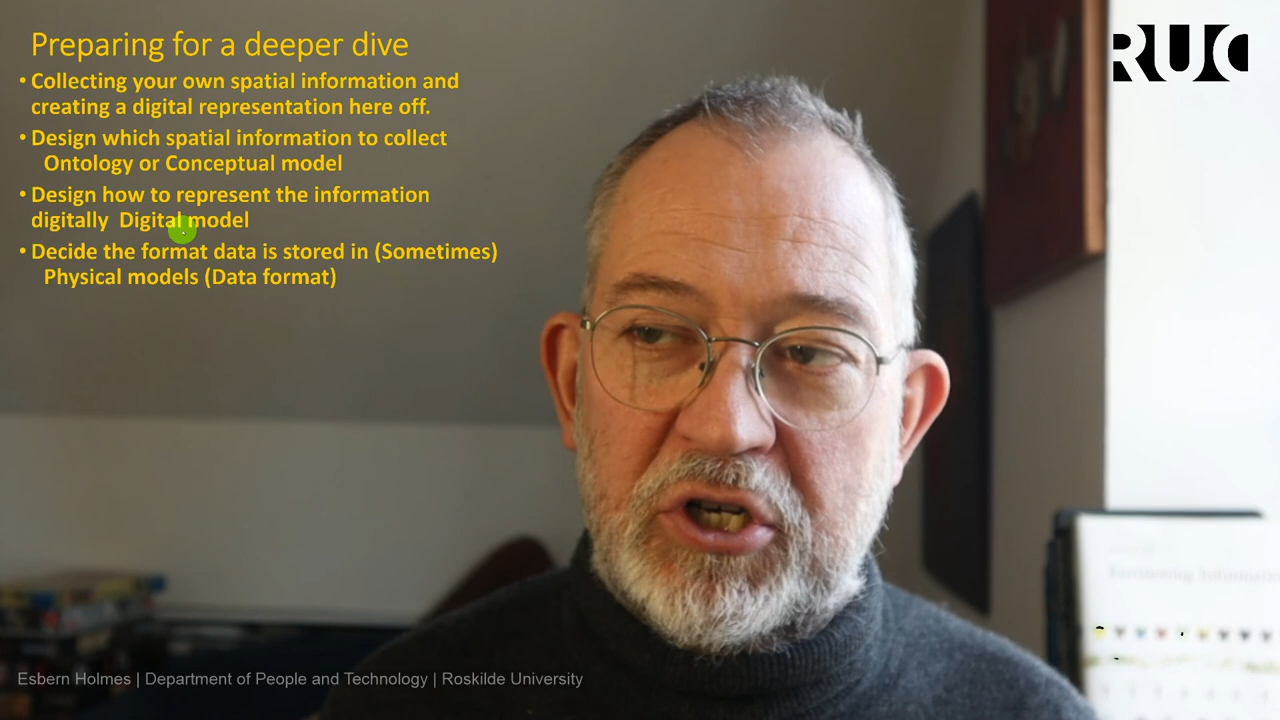 Preparing for a deeper dive
• Collecting your own spatial information and
creating a digital representation here off.
• Design which spatial information to collect
Ontology or Conceptual model
• Design how to represent the information
digitally  Digital model
• Decide the format data is stored in (Sometimes)
Physical models (Data format)
RUC
Esbern Holmes | Department of People and Technology | Roskilde University